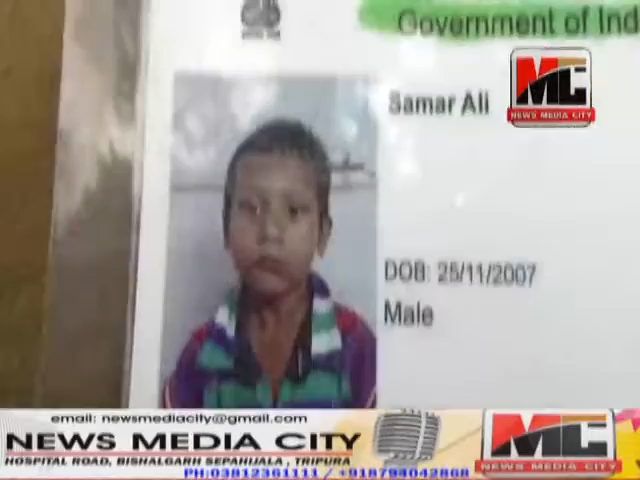 Government of Ind
Samar Ali
MC
NEWS MEDIA CITY
DOB: 25/11/2007
Male
email: newsmediacity@gmail.com
NEWS MEDIA CITY
HOSPITAL ROAD, BISHALGARH SEPAHIJALA, TRIPURA
PH:03812361111 / +918794042868
MC
NEWS MEDIA CITY